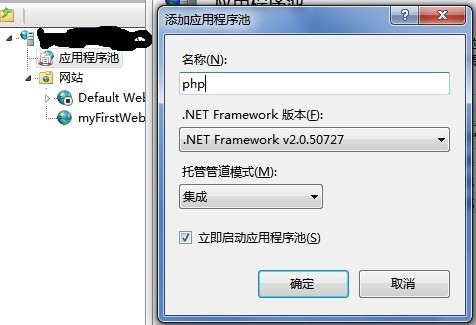 应用程序池
网站
Default Web
myFirstWeb
添加应用程序池
名称(N):
php
.NET Framework 版本(F):
.NET Framework v2.0.50727
托管管道模式(M):
集成
立即启动应用程序池(S)
确定
取消